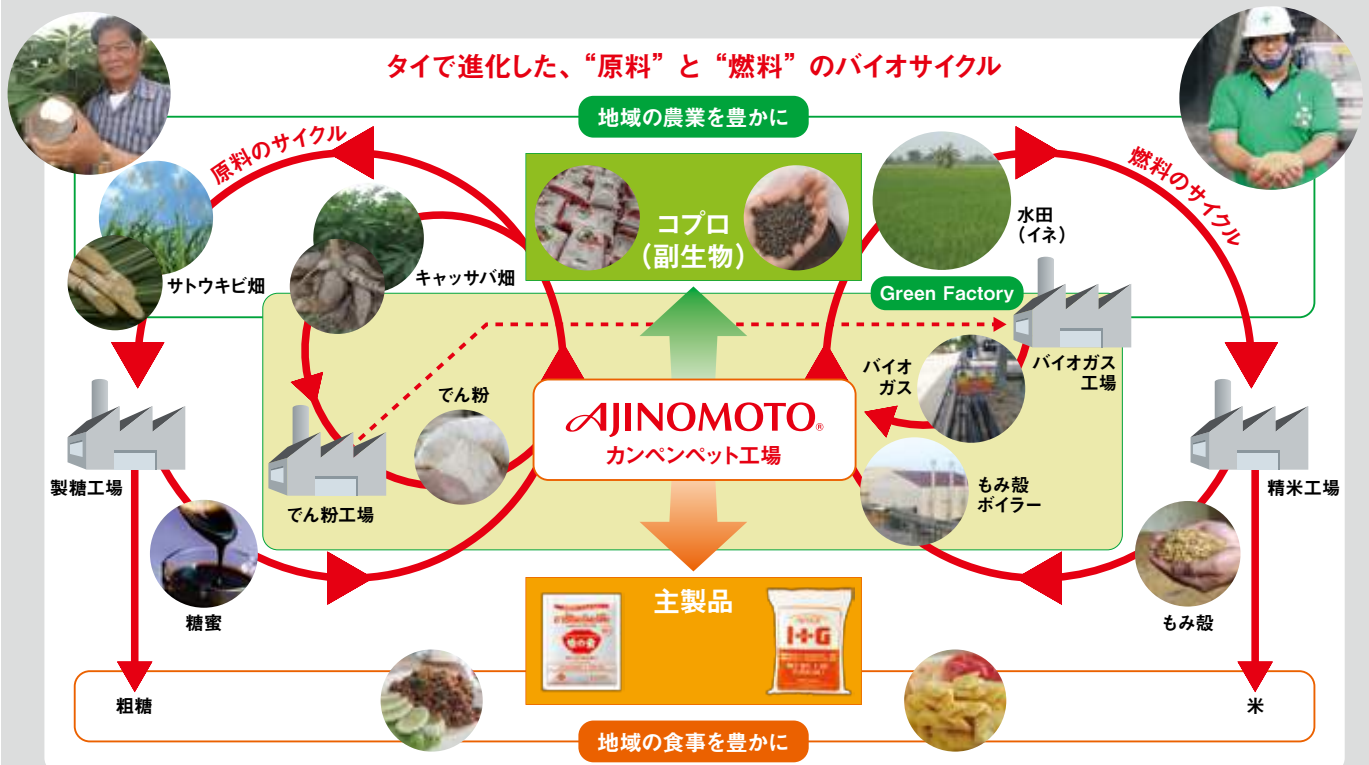 タイで進化した、“原料” と “燃料” のバイオサイクル
地域の農業を豊かに
原料のサイクル
燃料のサイクル
コプロ
（副生物）
水田
（イネ）
サトウキビ畑
キャッサバ畑
Green Factory
バイオガス
工場
バイオ
ガス
でん粉
AJINOMOTO®
カンペンペット工場
製糖工場
でん粉工場
もみ殻
ボイラー
精米工場
糖蜜
もみ殻
主製品
味の素
I+G
粗糖
米
地域の食事を豊かに